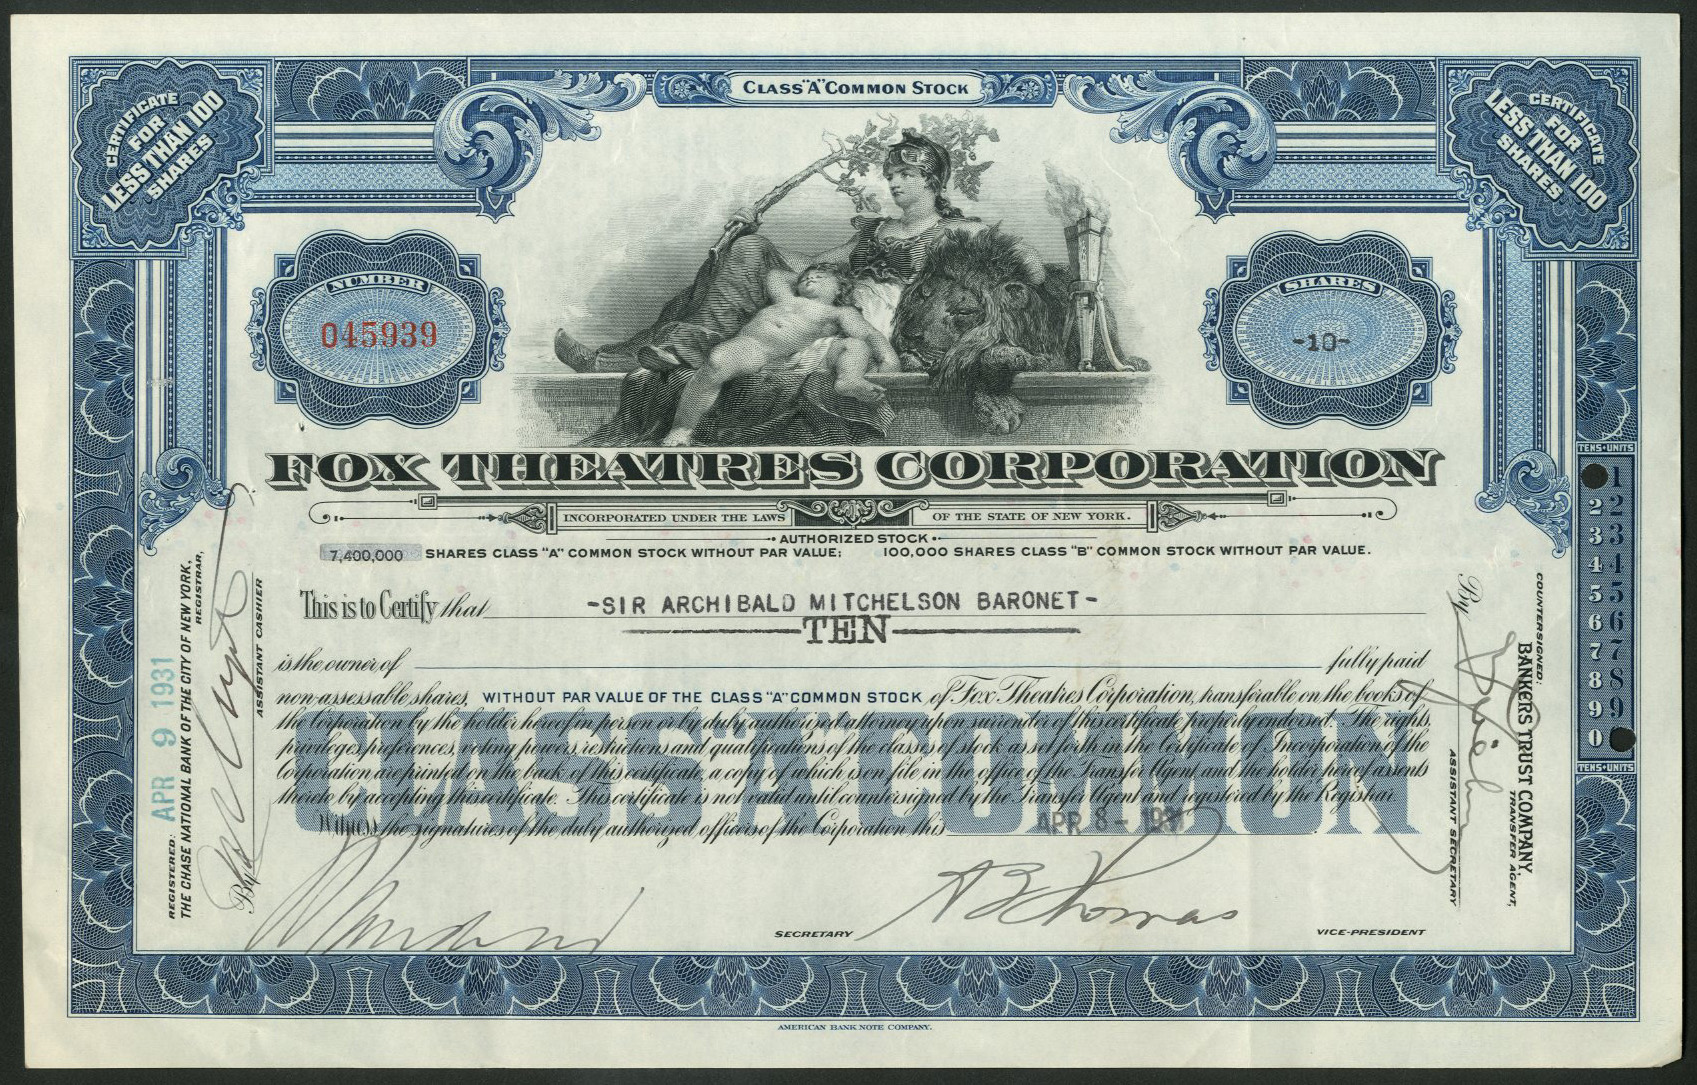 CLASS "A" COMMON STOCK
CERTIFICATE
FOR
LESS THAN 100
SHARES
CERTIFICATE
FOR
LESS THAN 100
SHARES
NUMBER
045939
SHARES
-10-
FOX THEATRES CORPORATION
INCORPORATED UNDER THE LAWS OF THE STATE OF NEW YORK.
AUTHORIZED STOCK
7,400,000 SHARES CLASS "A" COMMON STOCK WITHOUT PAR VALUE; 100,000 SHARES CLASS "B" COMMON STOCK WITHOUT PAR VALUE.
This is to Certify that -SIR ARCHIBALD MITCHELSON BARONET-
TEN
is the owner of fully paid
non-assessable shares, WITHOUT PAR VALUE OF THE CLASS "A" COMMON STOCK of Fox Theatres Corporation, transferable on the books of
the Corporation by the holder hereof in person or by duly authorized attorney upon surrender of this certificate properly endorsed. The rights,
privileges, preferences, voting powers, restrictions and qualifications of the classes of stock as set forth in the Certificate of Incorporation of the
Corporation are printed on the back of this certificate, a copy of which is on file in the office of the Transfer Agent, and the holder hereof assents
thereto by accepting this certificate. This certificate is not valid until countersigned by the Transfer Agent and registered by the Registrar.
CLASS "A" COMMON
Witness the signatures of the duly authorized officers of the Corporation this APR 8-1931
SECRETARY
A B Thomas
VICE-PRESIDENT
REGISTERED: APR 9 1931
THE CHASE NATIONAL BANK OF THE CITY OF NEW YORK,
REGISTRAR,
By
ASSISTANT CASHIER
COUNTERSIGNED:
BANKERS TRUST COMPANY,
TRANSFER AGENT,
By
ASSISTANT SECRETARY
TENS UNITS
1
2 2
3 3
4 4
5 5
6 6
7 7
8 8
9 9
0
TENS UNITS
AMERICAN BANK NOTE COMPANY.